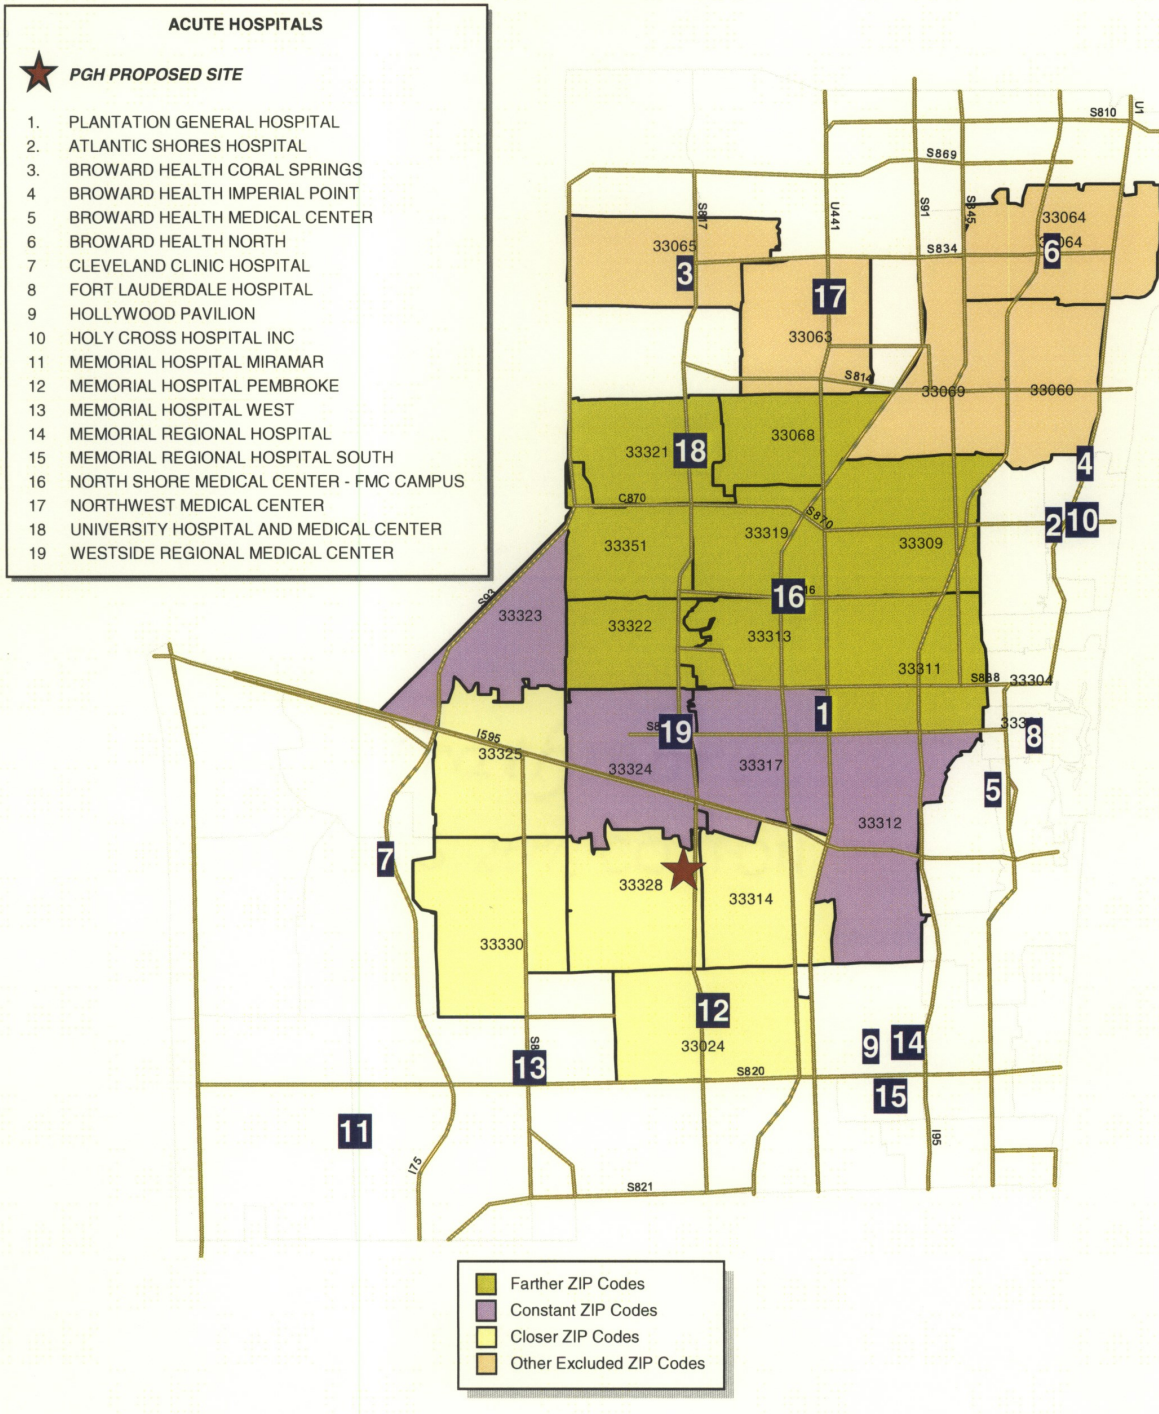 ACUTE HOSPITALS
PGH PROPOSED SITE
1. PLANTATION GENERAL HOSPITAL
2. ATLANTIC SHORES HOSPITAL
3. BROWARD HEALTH CORAL SPRINGS
4 BROWARD HEALTH IMPERIAL POINT
5 BROWARD HEALTH MEDICAL CENTER
6 BROWARD HEALTH NORTH
7 CLEVELAND CLINIC HOSPITAL
8 FORT LAUDERDALE HOSPITAL
9 HOLLYWOOD PAVILION
10 HOLY CROSS HOSPITAL INC
11 MEMORIAL HOSPITAL MIRAMAR
12 MEMORIAL HOSPITAL PEMBROKE
13 MEMORIAL HOSPITAL WEST
14 MEMORIAL REGIONAL HOSPITAL
15 MEMORIAL REGIONAL HOSPITAL SOUTH
16 NORTH SHORE MEDICAL CENTER - FMC CAMPUS
17 NORTHWEST MEDICAL CENTER
18 UNIVERSITY HOSPITAL AND MEDICAL CENTER
19 WESTSIDE REGIONAL MEDICAL CENTER
U1
S810
S869
S817
U441
S91
S845
33064
33065
S834
6
3
17
33063
S814
33069
33060
33068
33321
18
4
C870
S870
2
10
33351
33319
33309
S93
16
33323
33322
33313
33311
S838
33304
1
19
8
I595
33325
33324
33317
5
33312
7
33328
33314
33330
12
9
14
33024
13
S820
15
11
I75
I95
S821
Farther ZIP Codes
Constant ZIP Codes
Closer ZIP Codes
Other Excluded ZIP Codes